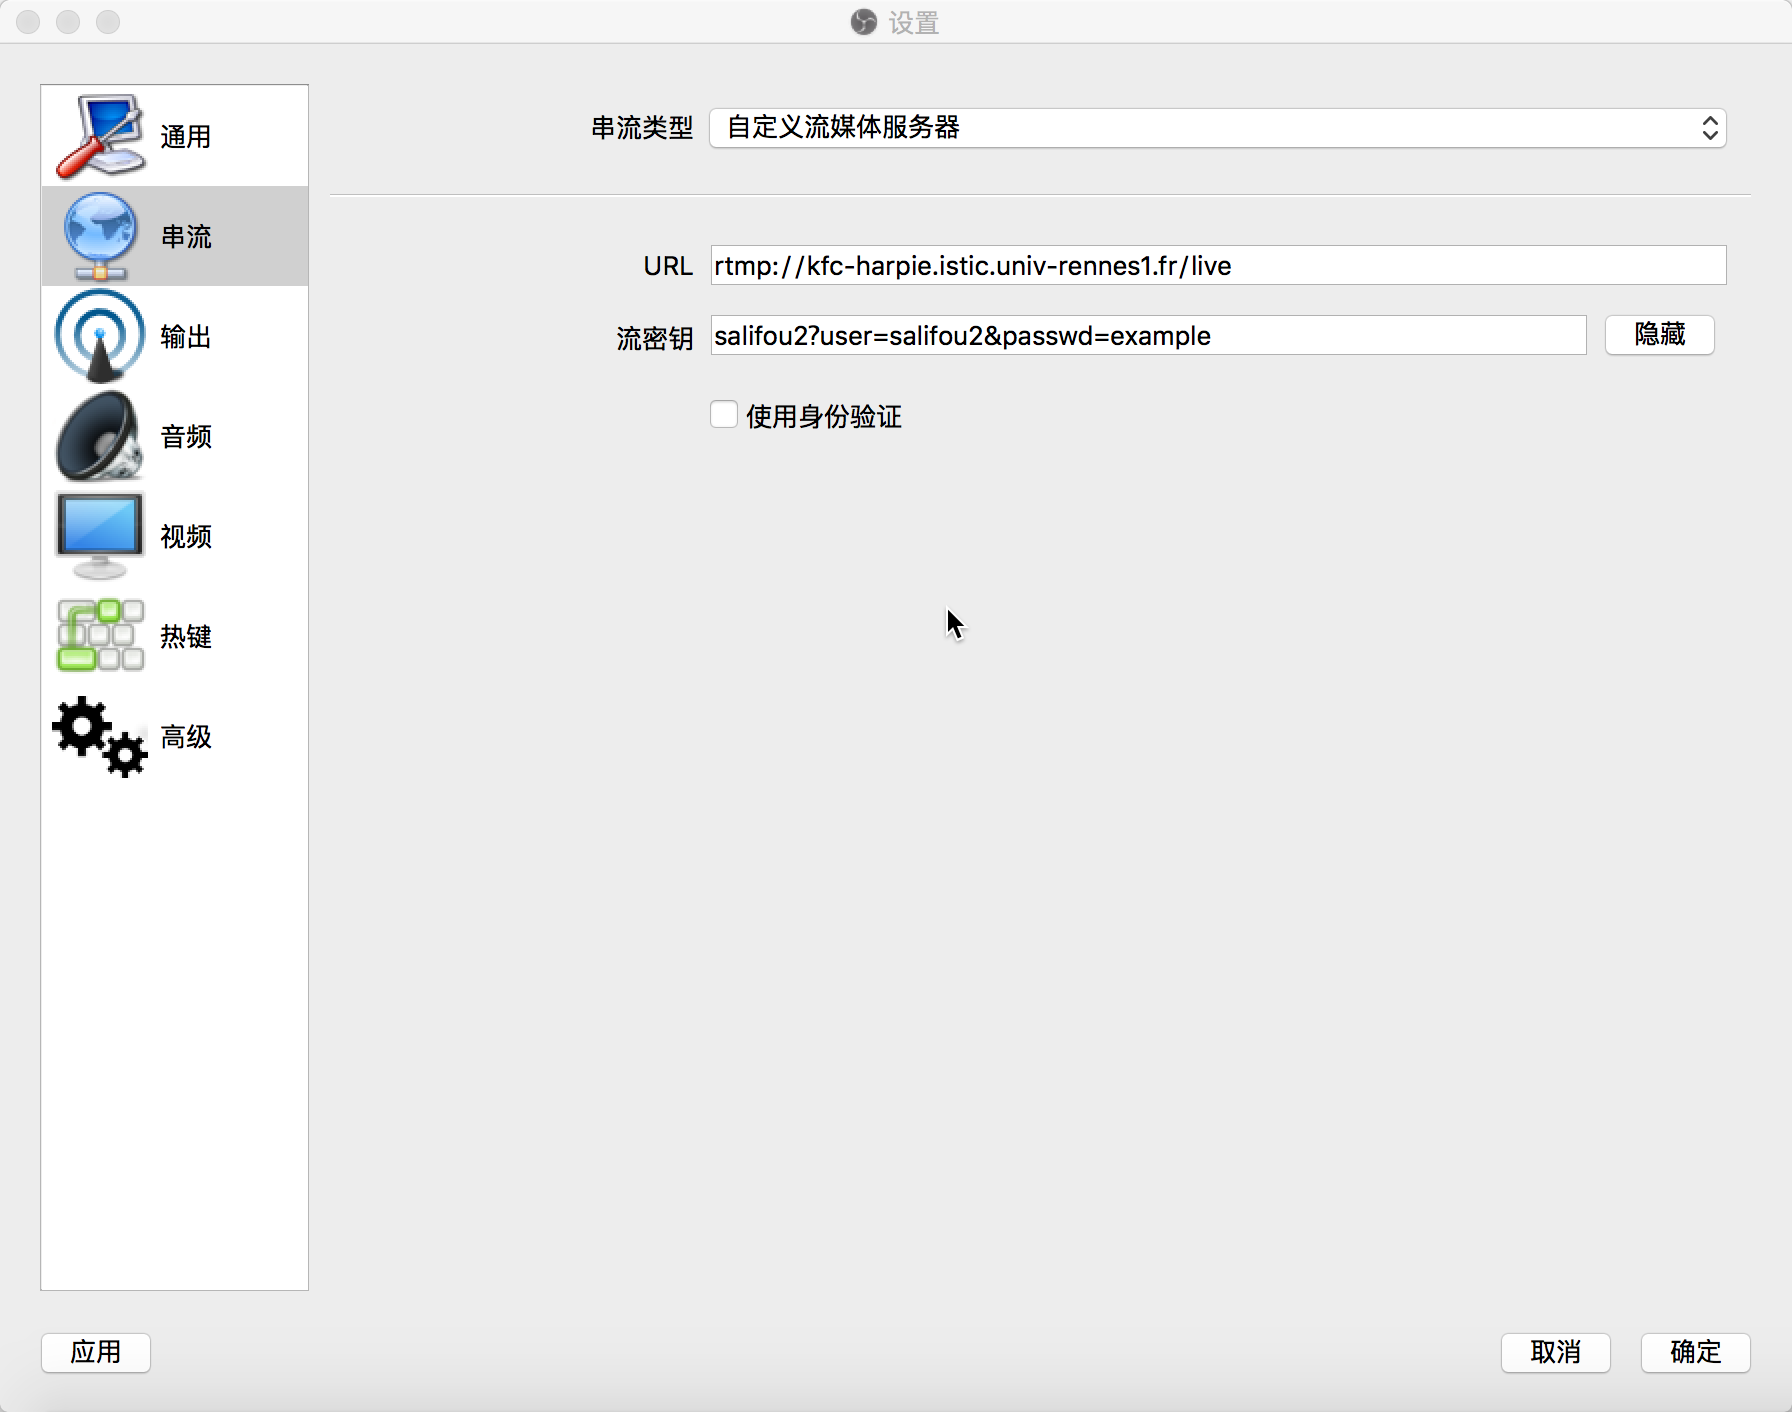 设置
通用
串流
输出
音频
视频
热键
高级
串流类型 自定义流媒体服务器
URL rtmp://kfc-harpie.istic.univ-rennes1.fr/live
流密钥 salifou2?user=salifou2&passwd=example 隐藏
使用身份验证
应用 取消 确定